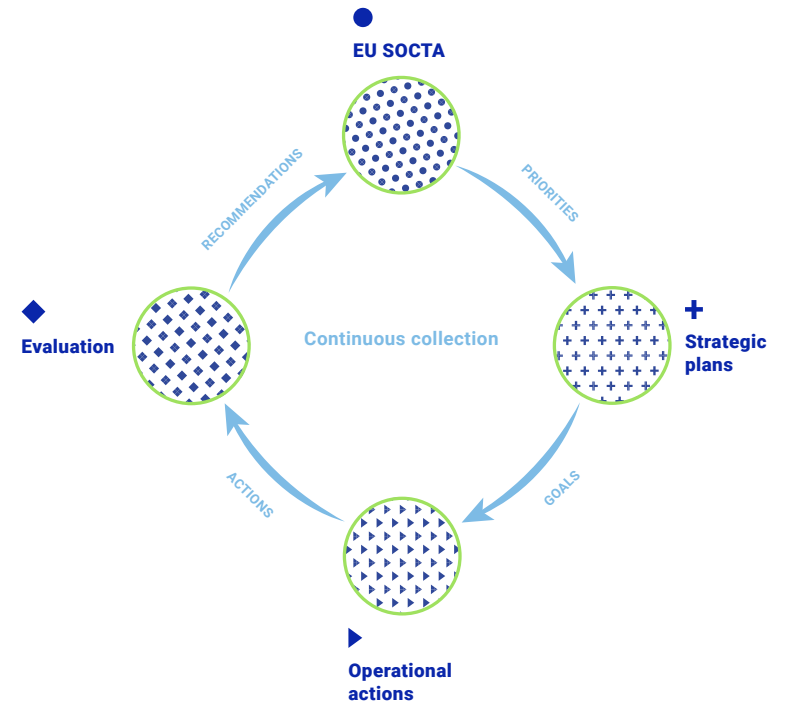 EU SOCTA
RECOMMENDATIONS
PRIORITIES
Continuous collection
Evaluation
Strategic
plans
ACTIONS
GOALS
Operational
actions